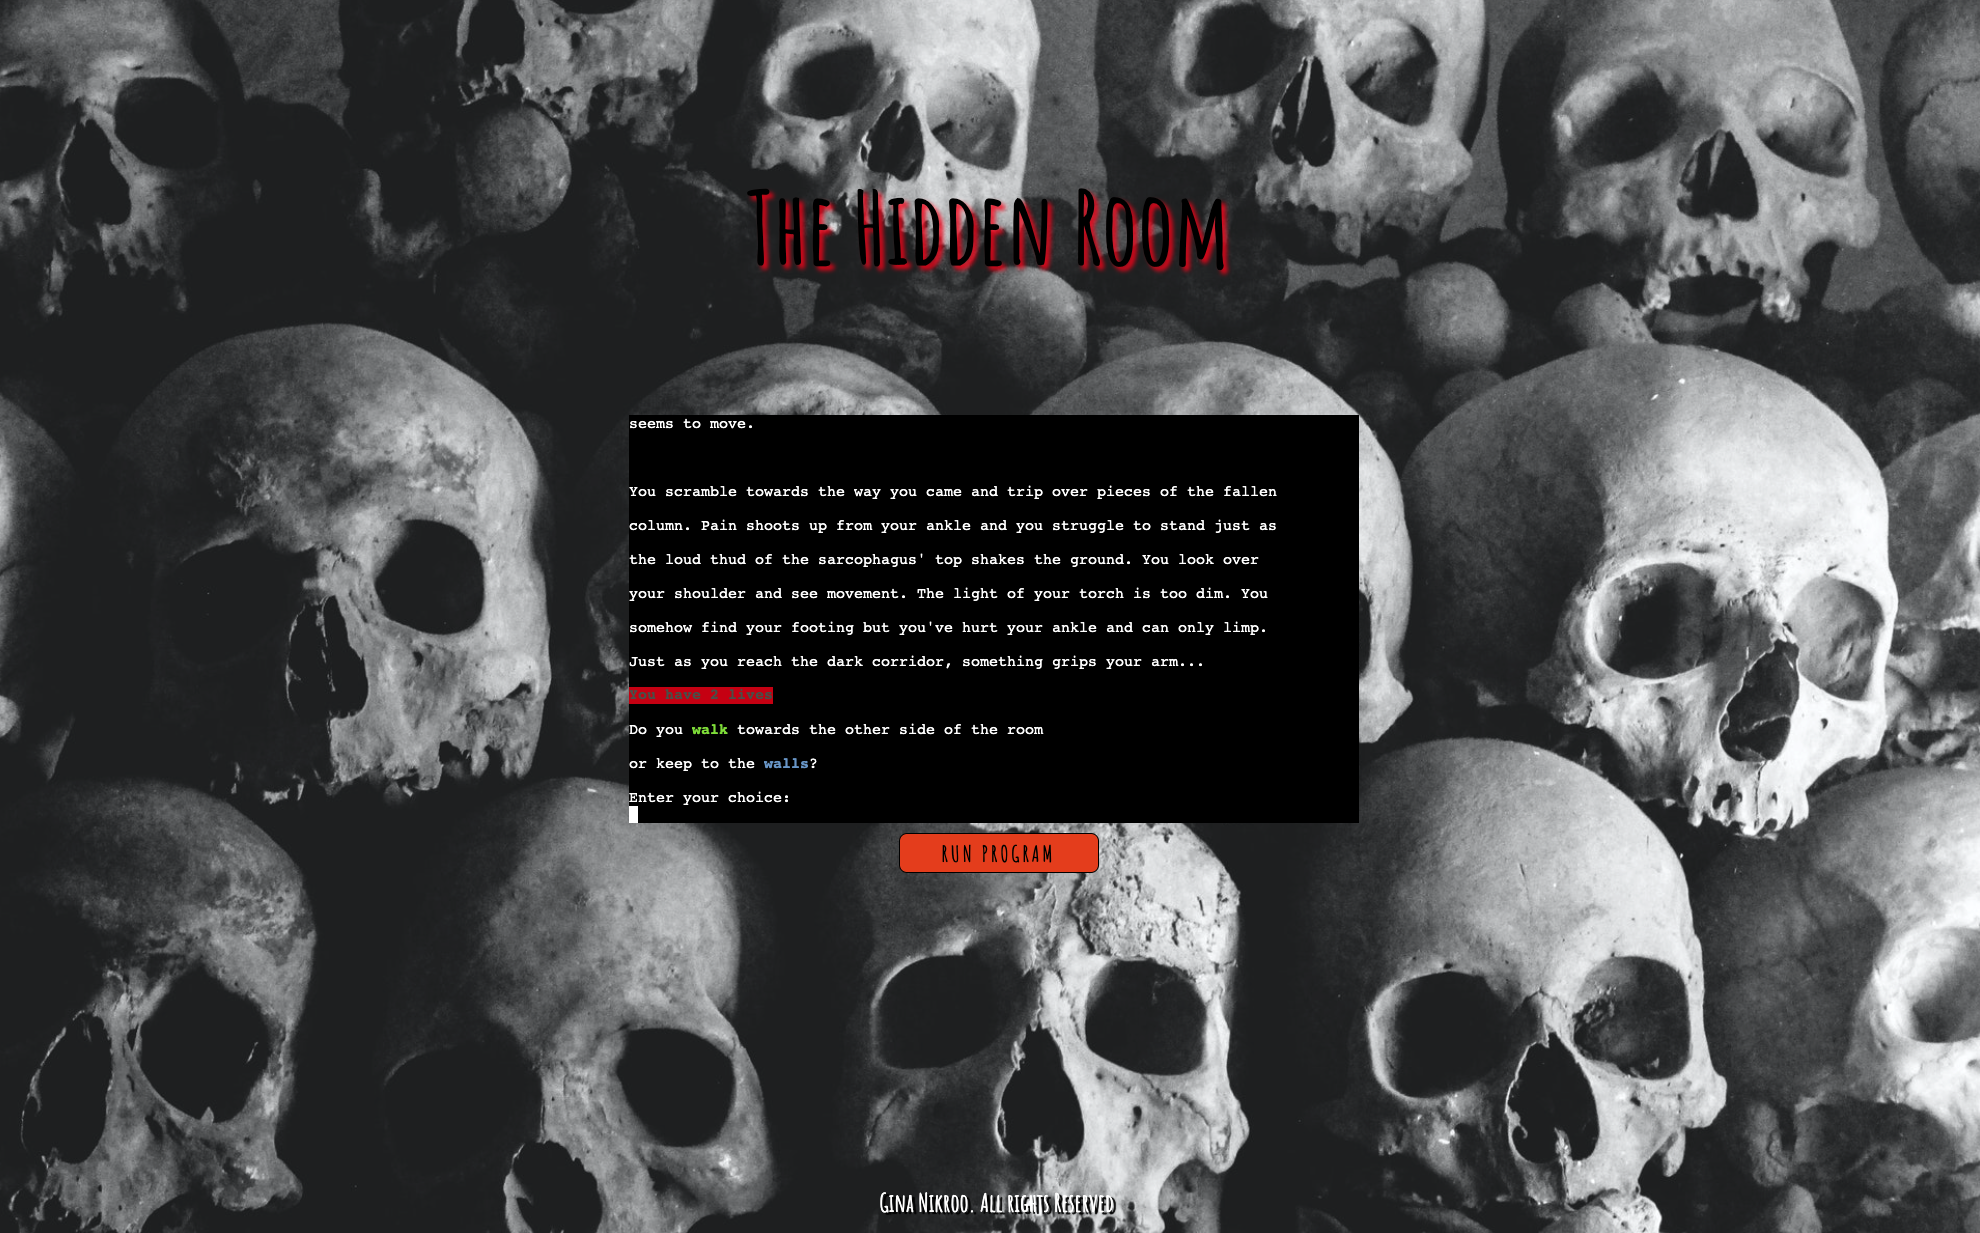 The Hidden Room
seems to move.
You scramble towards the way you came and trip over pieces of the fallen
column. Pain shoots up from your ankle and you struggle to stand just as
the loud thud of the sarcophagus' top shakes the ground. You look over
your shoulder and see movement. The light of your torch is too dim. You
somehow find your footing but you've hurt your ankle and can only limp.
Just as you reach the dark corridor, something grips your arm...
You have 2 lives
Do you walk towards the other side of the room
or keep to the walls?
Enter your choice:
RUN PROGRAM
Gina Nikroo. All rights Reserved